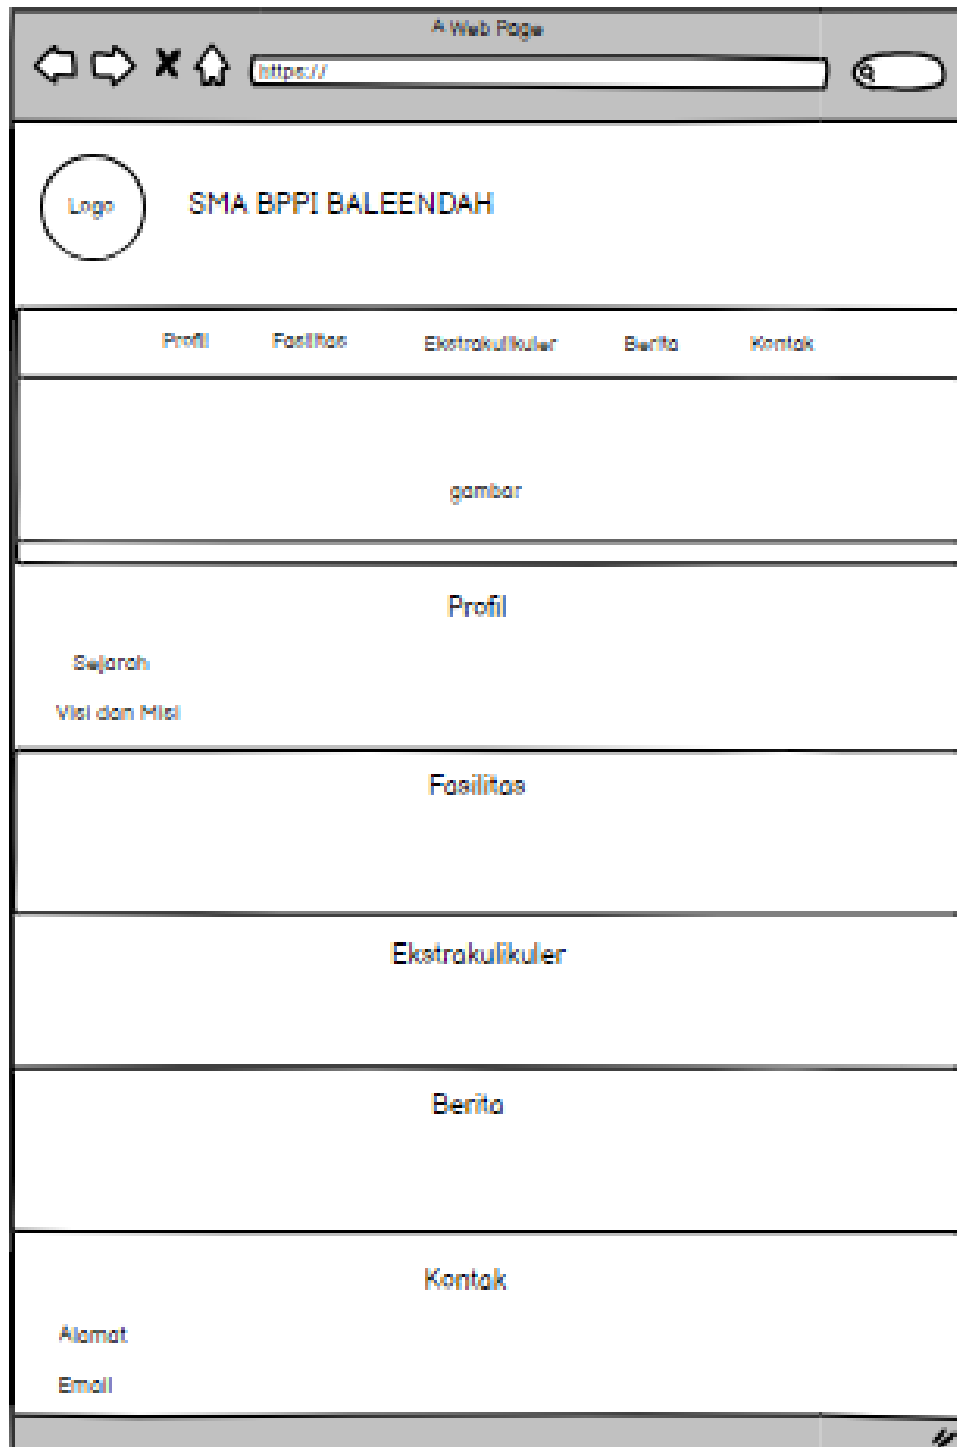 A Web Page
https://
Logo
SMA BPPI BALEENDAH
Profil Fasilitas Ekstrakulikuler Berita Kontak
gambar
Profil
Sejarah
Visi dan Misi
Fasilitas
Ekstrakulikuler
Berita
Kontak
Alamat
Email